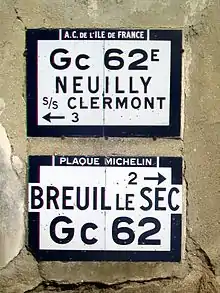 A.C. DE L'ILE DE FRANCE
Gc 62E
NEUILLY
S/S CLERMONT
← 3
PLAQUE MICHELIN
2 →
BREUIL LE SEC
Gc 62